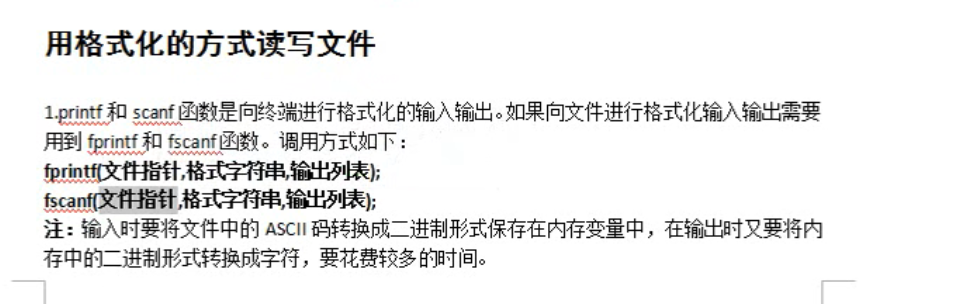 用格式化的方式读写文件
1.printf 和 scanf 函数是向终端进行格式化的输入输出。如果向文件进行格式化输入输出需要
用到 fprintf 和 fscanf 函数。调用方式如下：
fprintf(文件指针,格式字符串,输出列表);
fscanf(文件指针,格式字符串,输出列表);
注：输入时要将文件中的 ASCII 码转换成二进制形式保存在内存变量中，在输出时又要将内
存中的二进制形式转换成字符，要花费较多的时间。